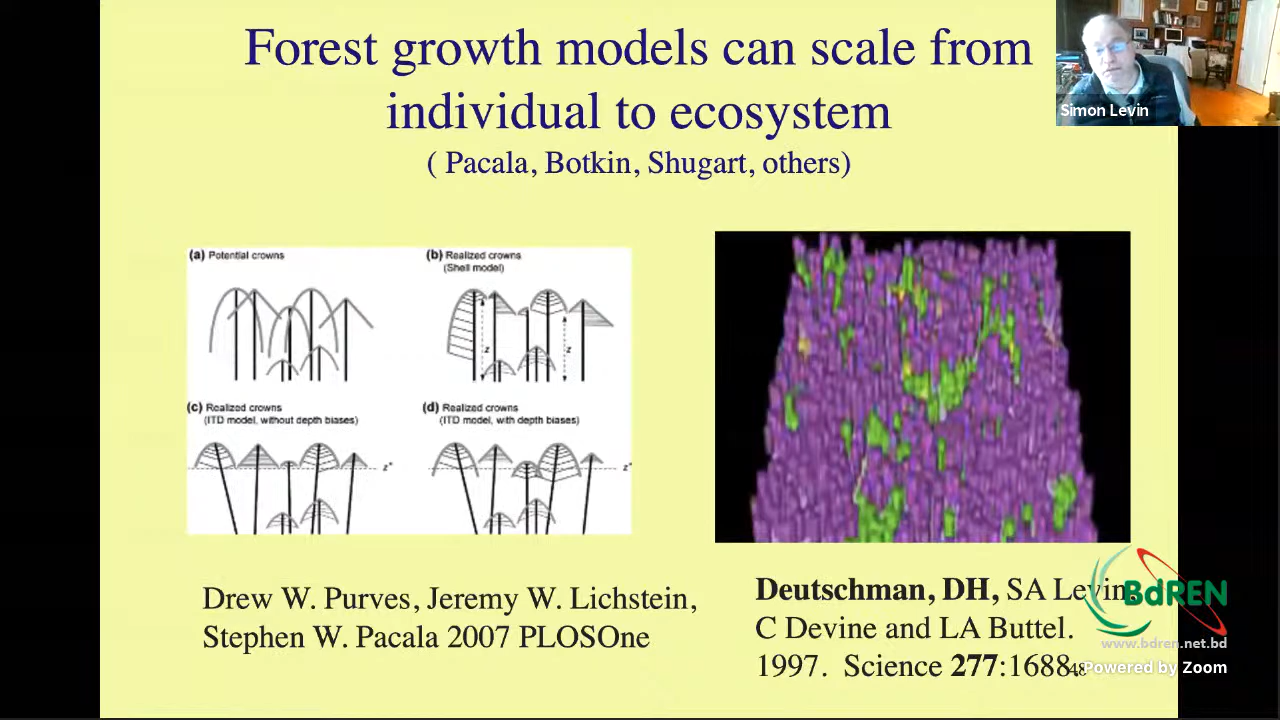 Forest growth models can scale from
individual to ecosystem
( Pacala, Botkin, Shugart, others)
Simon Levin
(a) Potential crowns
(b) Realized crowns
(Shell model)
z
z
(c) Realized crowns
(ITD model, without depth biases)
z*
(d) Realized crowns
(ITD model, with depth biases)
z*
Drew W. Purves, Jeremy W. Lichstein,
Stephen W. Pacala 2007 PLOSOne
Deutschman, DH, SA Levin,
C Devine and LA Buttel.
1997. Science 277:1688.
48
BdREN
www.bdren.net.bd
Powered by Zoom